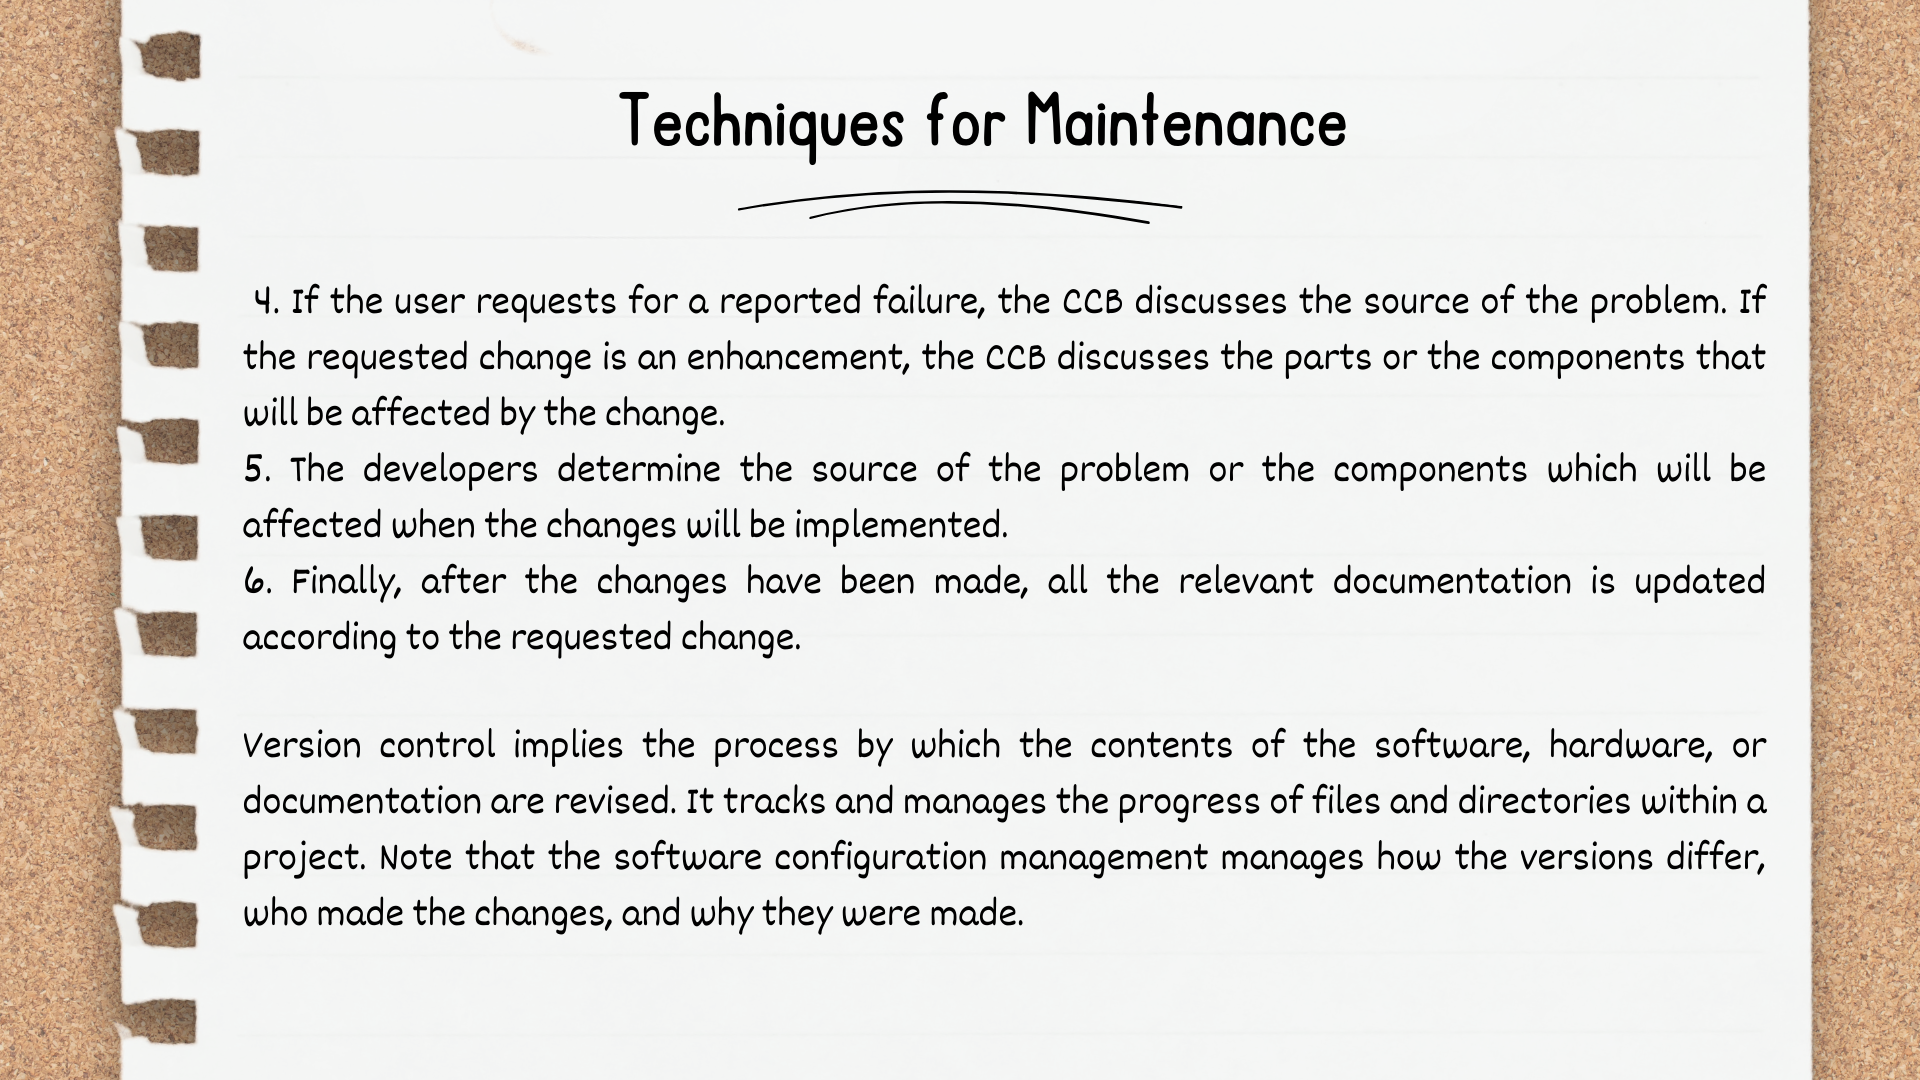 Techniques for Maintenance
4. If the user requests for a reported failure, the CCB discusses the source of the problem. If
the requested change is an enhancement, the CCB discusses the parts or the components that
will be affected by the change.
5. The developers determine the source of the problem or the components which will be
affected when the changes will be implemented.
6. Finally, after the changes have been made, all the relevant documentation is updated
according to the requested change.
Version control implies the process by which the contents of the software, hardware, or
documentation are revised. It tracks and manages the progress of files and directories within a
project. Note that the software configuration management manages how the versions differ,
who made the changes, and why they were made.